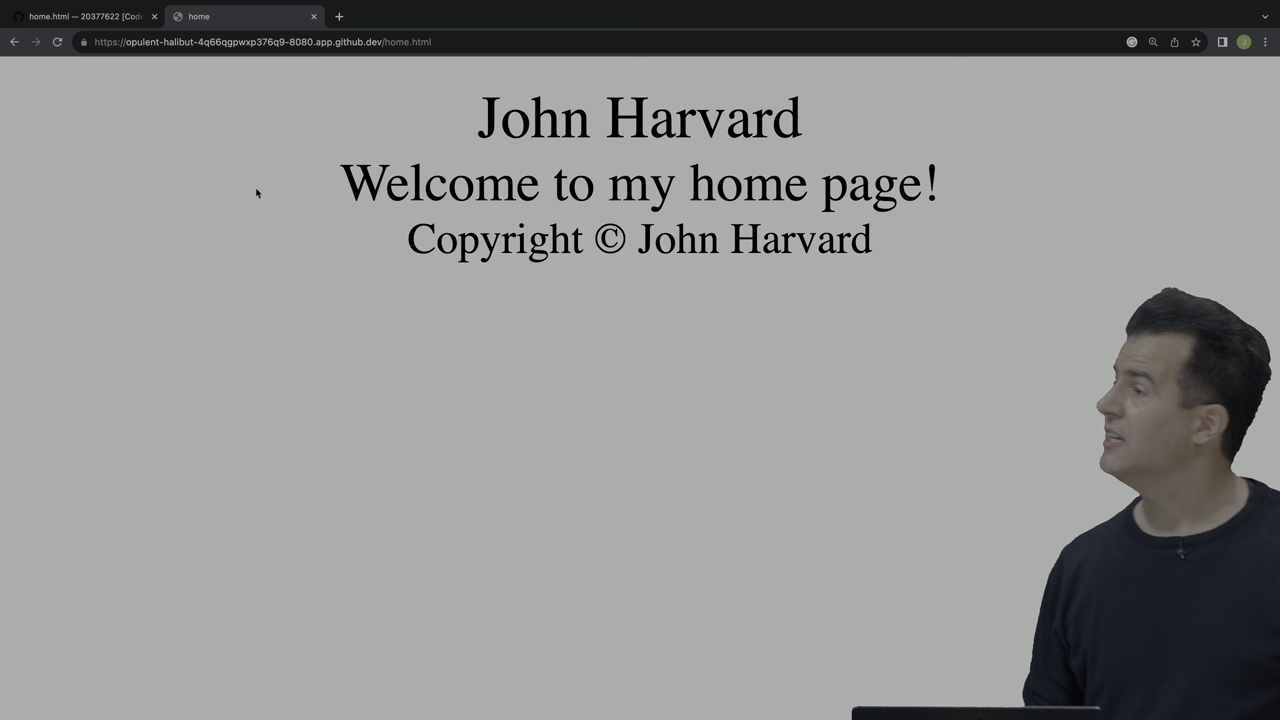 home.html — 20377622 [Code
home
https://opulent-halibut-4q66qgpwxp376q9-8080.app.github.dev/home.html
J
John Harvard
Welcome to my home page!
Copyright © John Harvard